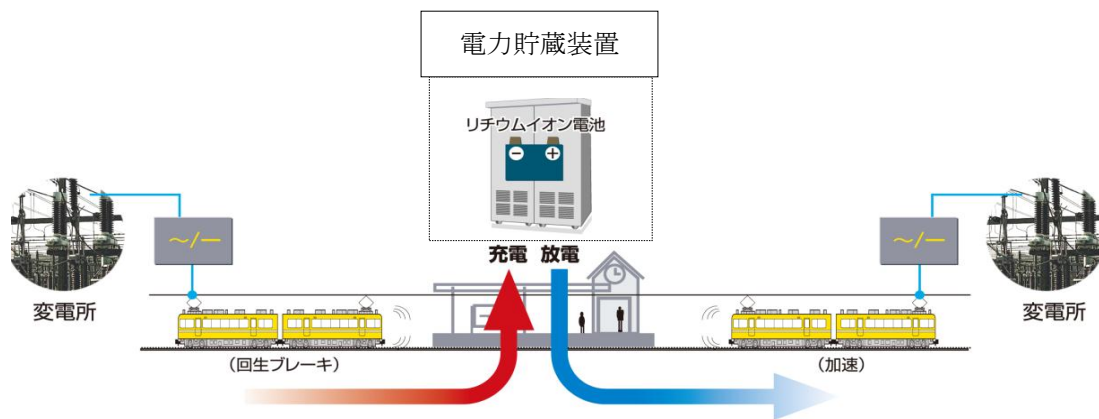 電力貯蔵装置
リチウムイオン電池
− +
～/−
～/−
充電 放電
変電所
変電所
（回生ブレーキ）
（加速）